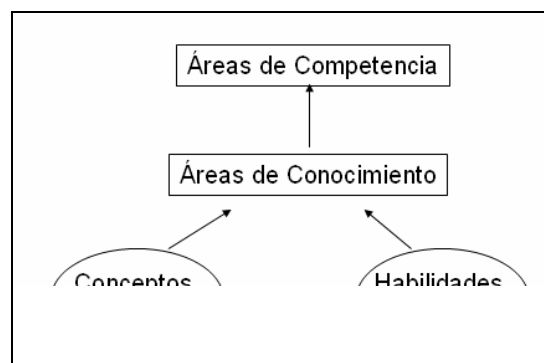 Áreas de Competencia
Áreas de Conocimiento
Conceptos
Habilidades